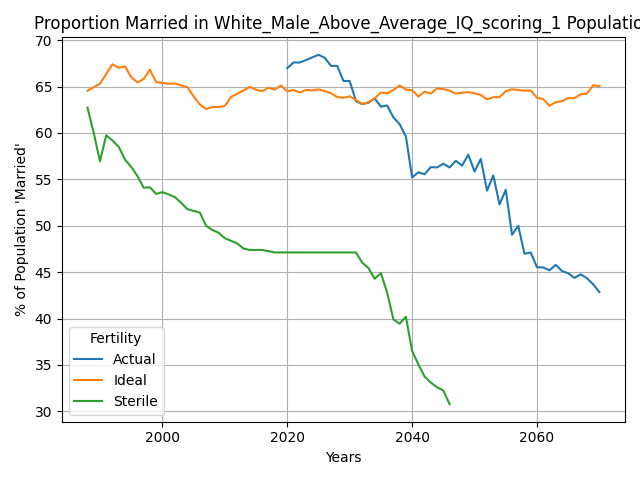 Proportion Married in White_Male_Above_Average_IQ_scoring_1 Populatio
% of Population 'Married'
70
65
60
55
50
45
40
35
30
Fertility
Actual
Ideal
Sterile
2000 2020 2040 2060
Years